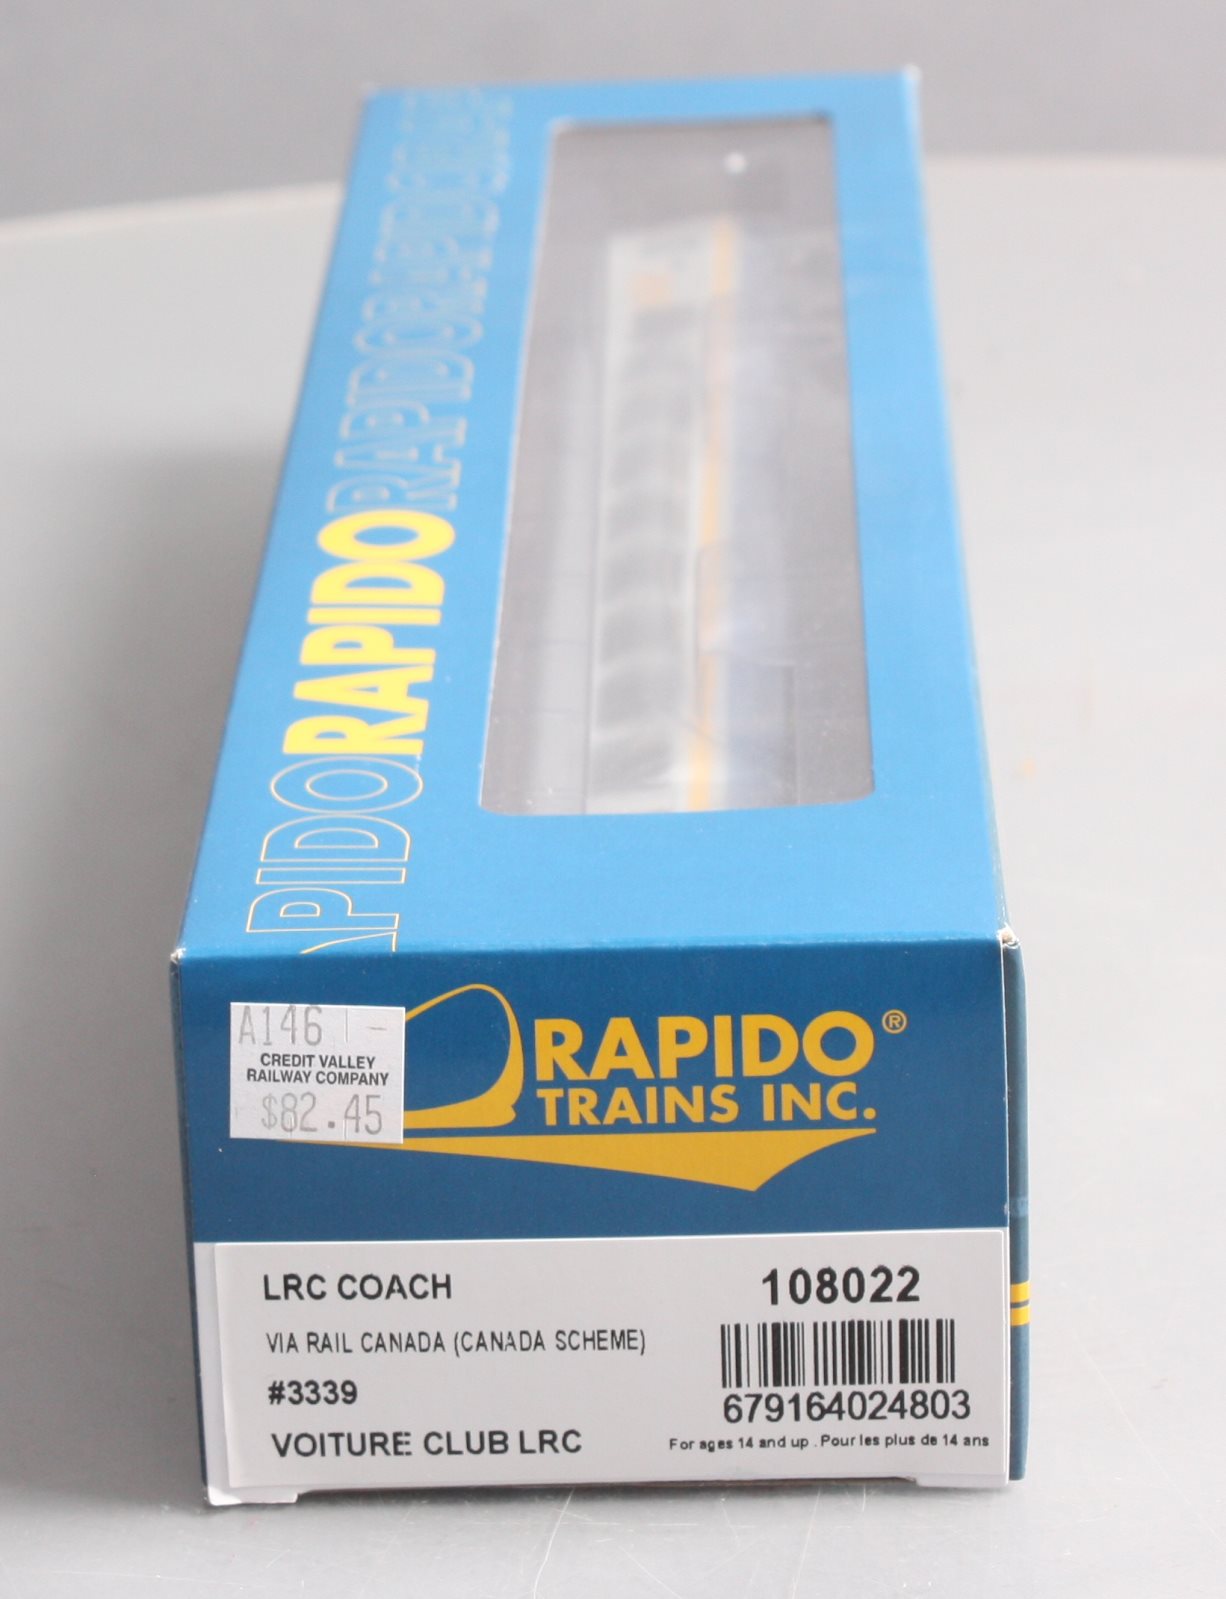 RAPIDORAPIDORAPIDORAPIDO
A146 -
CREDIT VALLEY
RAILWAY COMPANY
$82.45
RAPIDO®
TRAINS INC.
LRC COACH
108022
VIA RAIL CANADA (CANADA SCHEME)
#3339
679164024803
VOITURE CLUB LRC
For ages 14 and up . Pour les plus de 14 ans